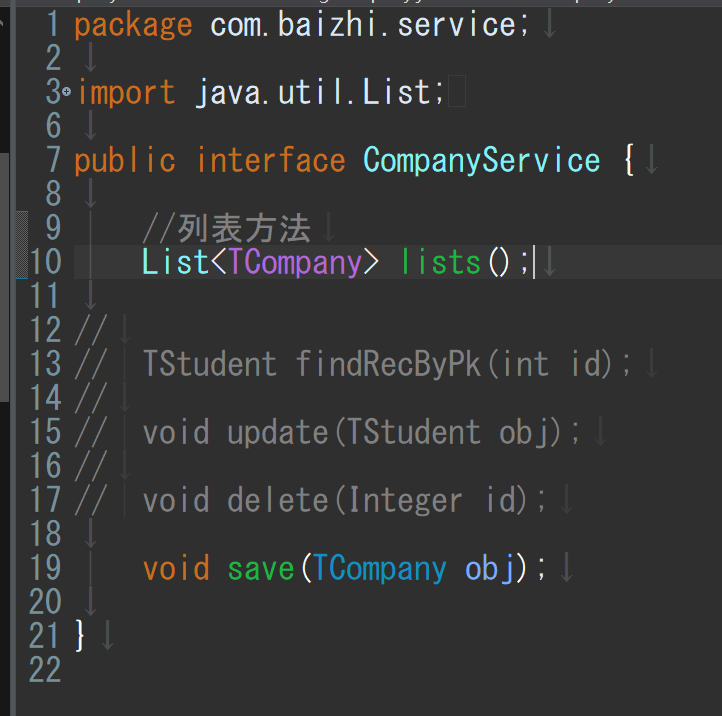 1 package com.baizhi.service;↓
2 ↓
3 import java.util.List;
6 ↓
7 public interface CompanyService {↓
8 ↓
9 //列表方法↓
10 List<TCompany> lists();↓
11 ↓
12 // ↓
13 // TStudent findRecByPk(int id);↓
14 // ↓
15 // void update(TStudent obj);↓
16 // ↓
17 // void delete(Integer id);↓
18 ↓
19 void save(TCompany obj);↓
20 ↓
21 }↓
22